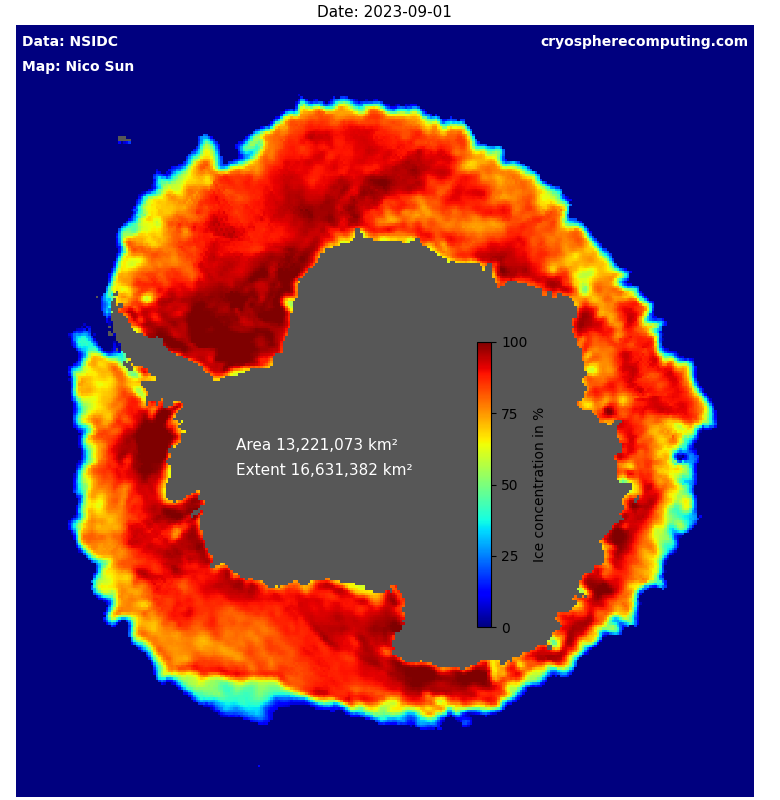 Date: 2023-09-01
Data: NSIDC
cryospherecomputing.com
Map: Nico Sun
100
75
50
25
0
Ice concentration in %
Area 13,221,073 km²
Extent 16,631,382 km²